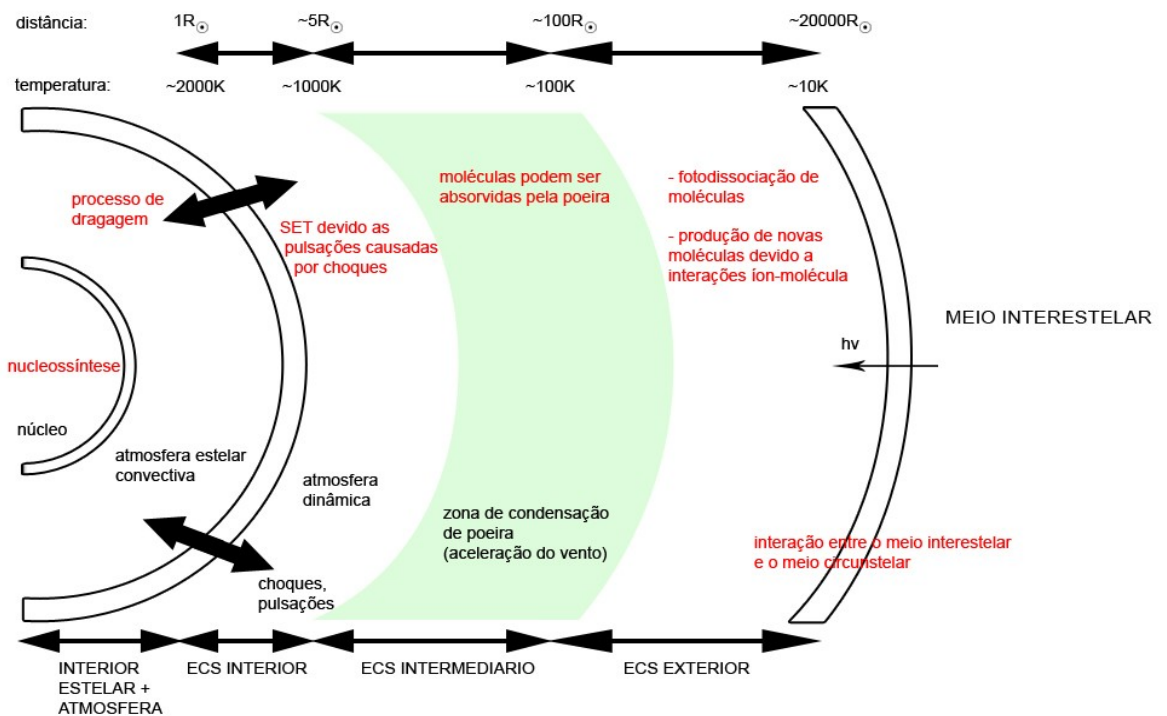 distância:
1R☉
~5R☉
~100R☉
~20000R☉
temperatura:
~2000K
~1000K
~100K
~10K
processo de
dragagem
SET devido as
pulsações causadas
por choques
moléculas podem ser
absorvidas pela poeira
- fotodissociação de
moléculas
- produção de novas
moléculas devido a
interações íon-molécula
MEIO INTERESTELAR
hv
nucleossíntese
núcleo
atmosfera estelar
convectiva
atmosfera
dinâmica
zona de condensação
de poeira
(aceleração do vento)
interação entre o meio interestelar
e o meio circunstelar
choques,
pulsações
INTERIOR
ESTELAR +
ATMOSFERA
ECS INTERIOR
ECS INTERMEDIARIO
ECS EXTERIOR